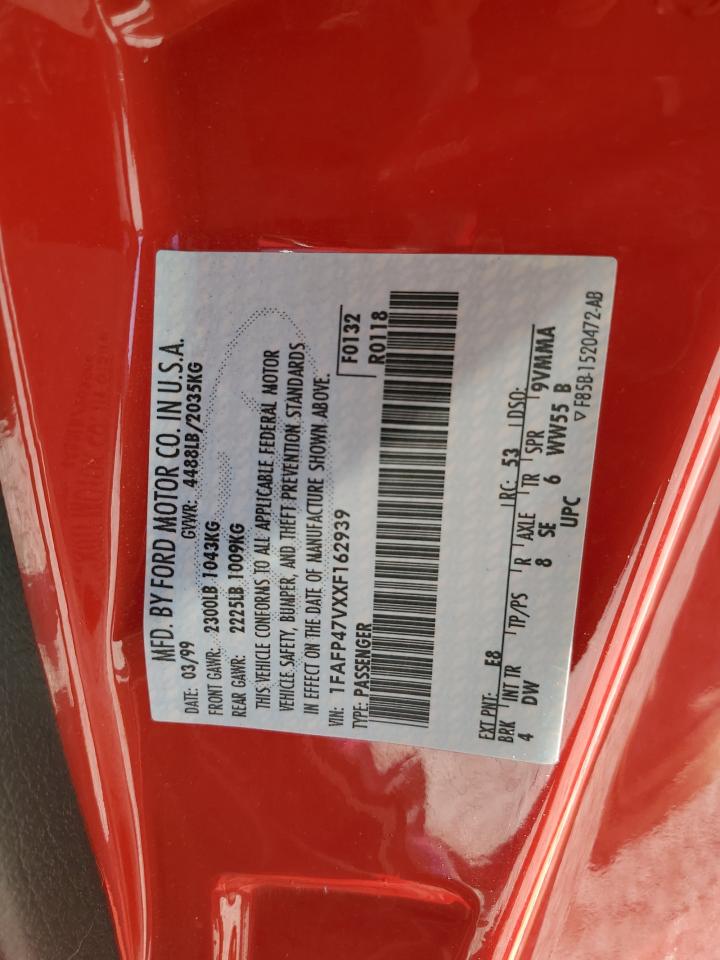 MFD. BY FORD MOTOR CO. IN U.S.A.
DATE: 03/99 GVWR: 4488LB/2035KG
FRONT GAWR: 2300LB 1043KG
REAR GAWR: 2225LB 1009KG
THIS VEHICLE CONFORMS TO ALL APPLICABLE FEDERAL MOTOR
VEHICLE SAFETY, BUMPER, AND THEFT PREVENTION STANDARDS
IN EFFECT ON THE DATE OF MANUFACTURE SHOWN ABOVE.
VIN: 1FAFP47VXXF162939 F0132
TYPE: PASSENGER R0118
EXT PNT: E8 RC: 53 DSO:
BRK INT TR TP/PS R AXLE TR SPR 9VMMA
4 DW 8 SE 6 WW55 B
UPC
▽ F85B-1520472-AB